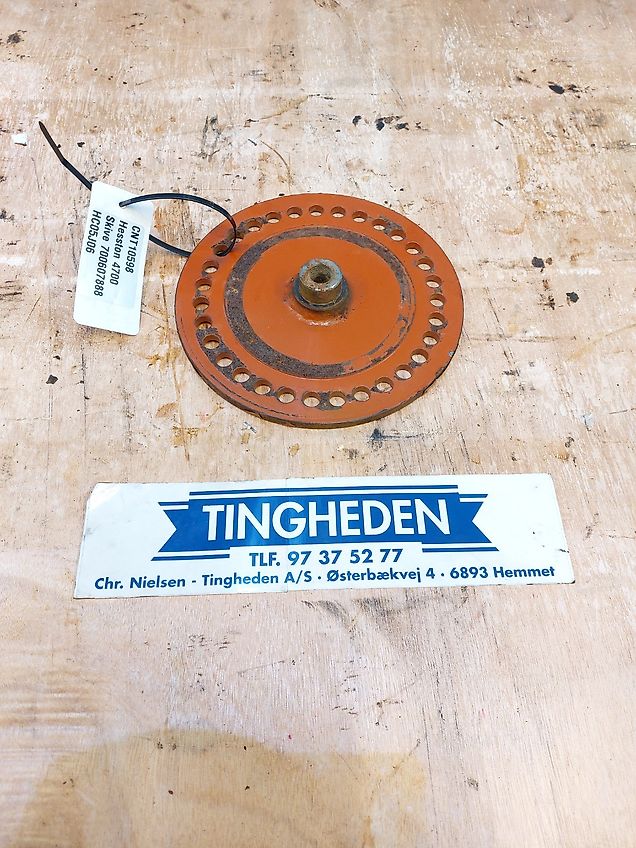 CNT10598
Hesston 4700
Skive 700607888
HC05J06
TINGHEDEN
TLF. 97 37 52 77
Chr. Nielsen - Tingheden A/S · Østerbækvej 4 · 6893 Hemmet